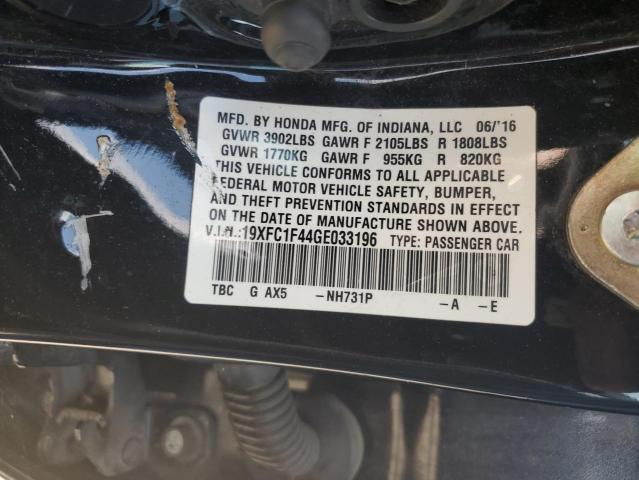 MFD. BY HONDA MFG. OF INDIANA, LLC 06/'16
GVWR 3902LBS GAWR F 2105LBS R 1808LBS
GVWR 1770KG GAWR F 955KG R 820KG
THIS VEHICLE CONFORMS TO ALL APPLICABLE
FEDERAL MOTOR VEHICLE SAFETY, BUMPER,
AND THEFT PREVENTION STANDARDS IN EFFECT
ON THE DATE OF MANUFACTURE SHOWN ABOVE.
V.I.N.:19XFC1F44GE033196 TYPE: PASSENGER CAR
TBC G AX5 -NH731P -A -E